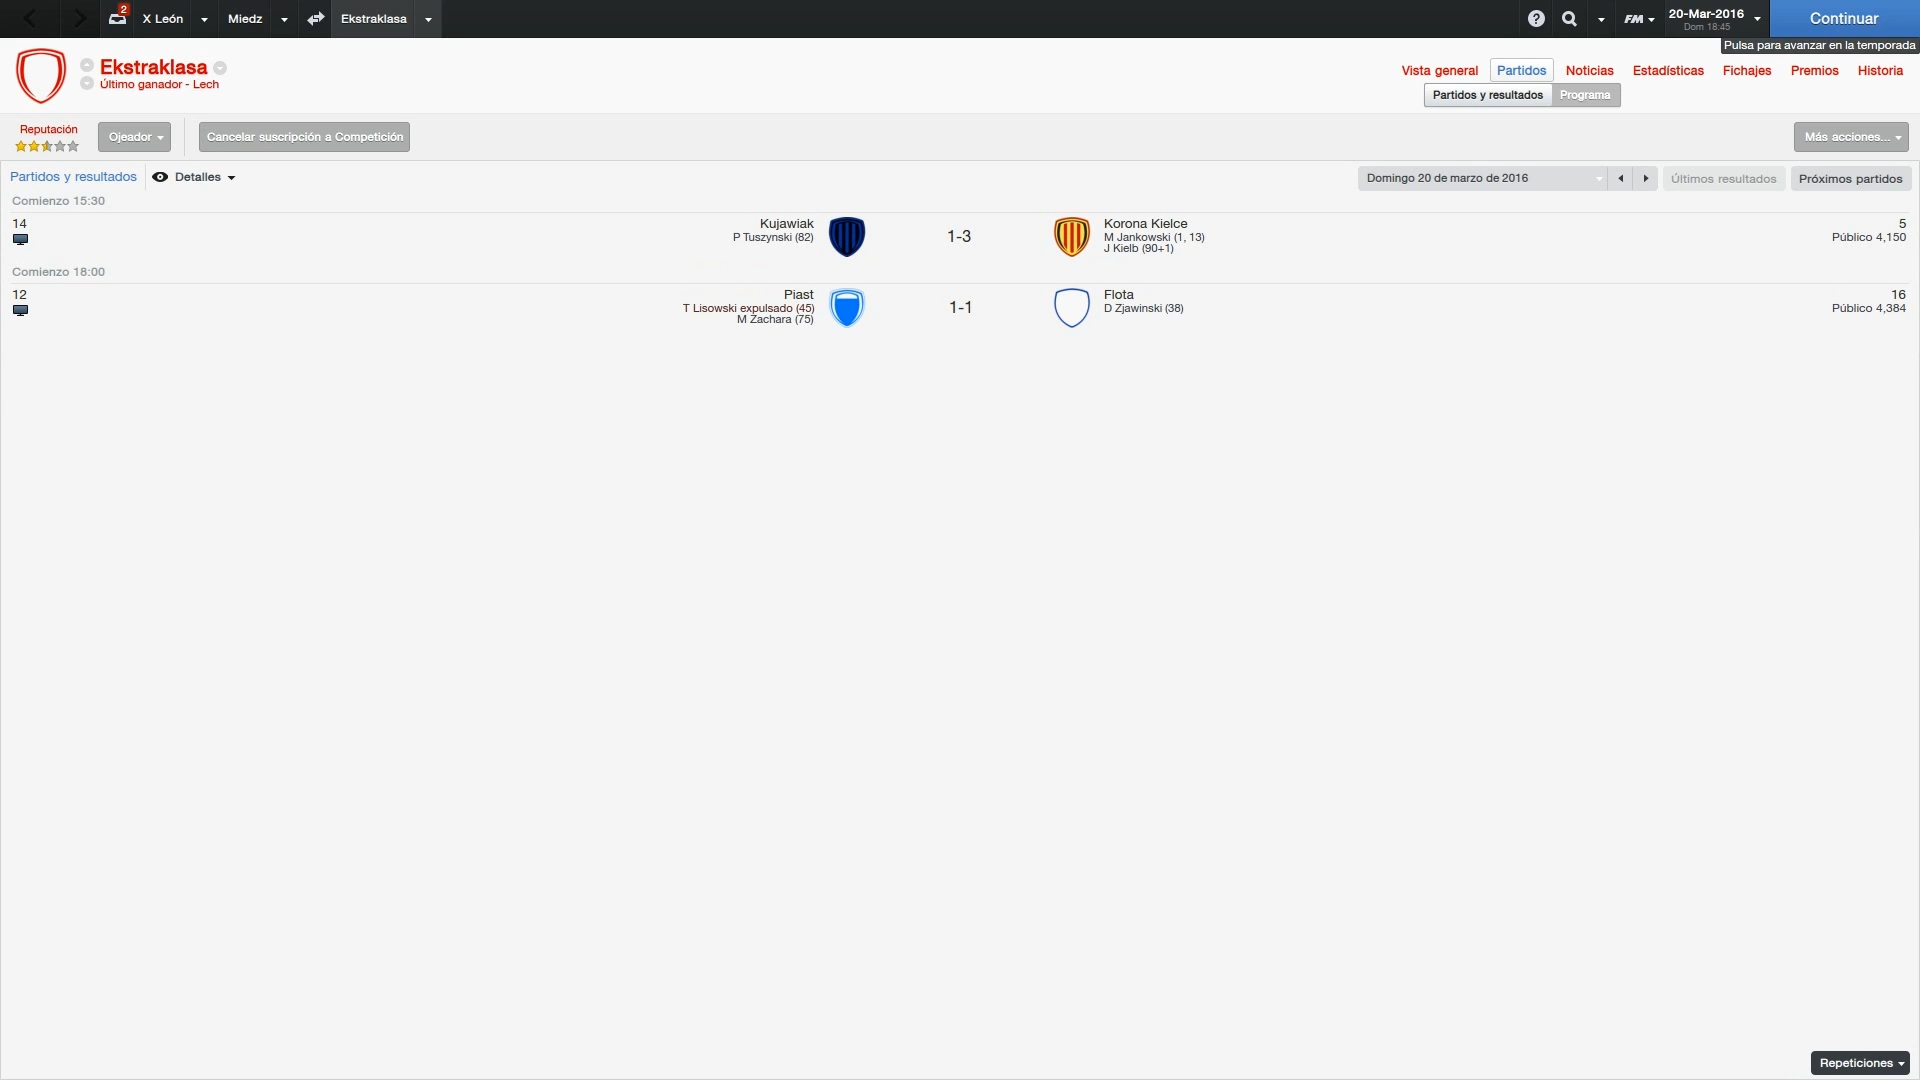 2
X León
Miedz
Ekstraklasa
FM
20-Mar-2016
Dom 18:45
Continuar
Pulsa para avanzar en la temporada
Ekstraklasa
Último ganador - Lech
Vista general
Partidos
Noticias
Estadísticas
Fichajes
Premios
Historia
Partidos y resultados
Programa
Reputación
Ojeador
Cancelar suscripción a Competición
Más acciones...
Partidos y resultados
Detalles
Domingo 20 de marzo de 2016
Últimos resultados
Próximos partidos
Comienzo 15:30
14
Kujawiak
P Tuszynski (82)
1-3
Korona Kielce
M Jankowski (1, 13)
J Kielb (90+1)
5
Público 4,150
Comienzo 18:00
12
Piast
T Lisowski expulsado (45)
M Zachara (75)
1-1
Flota
D Zjawinski (38)
16
Público 4,384
Repeticiones